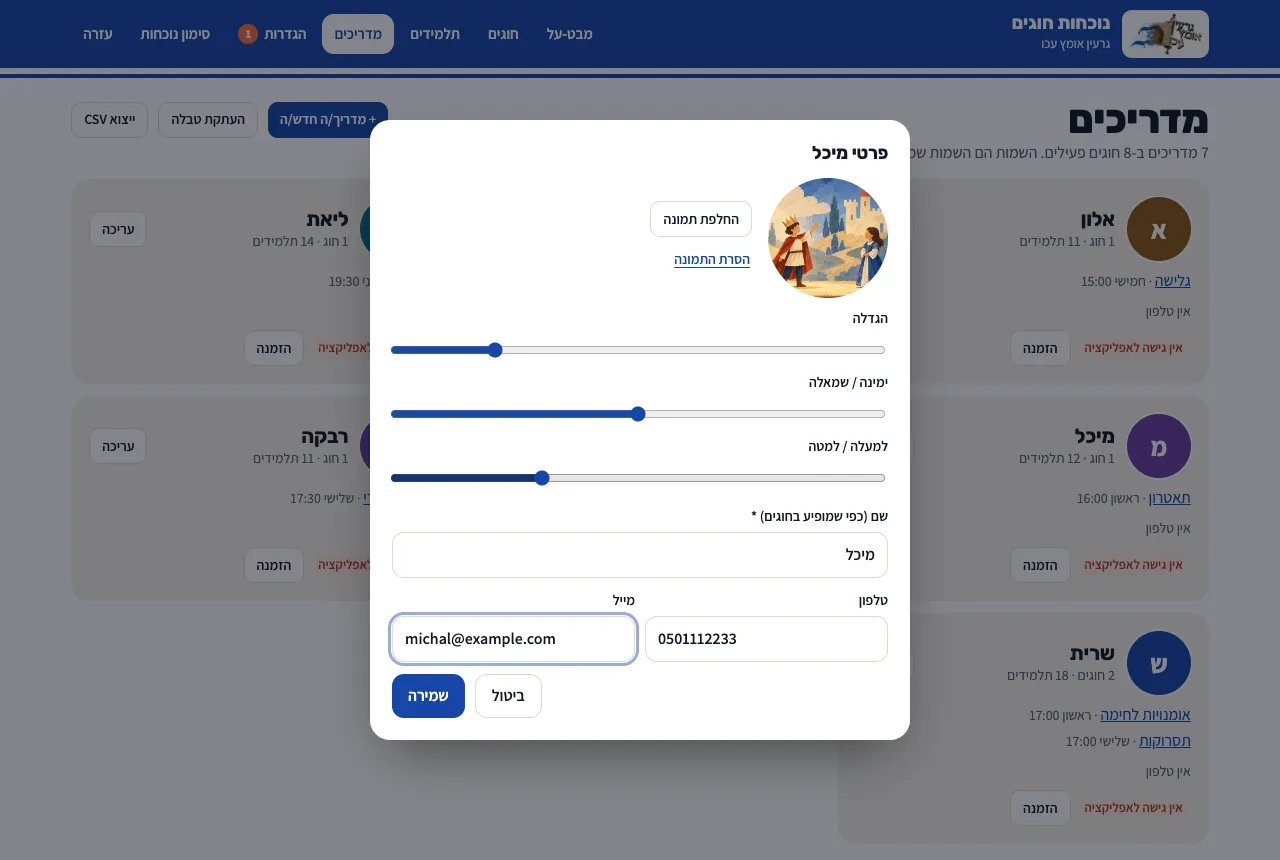 נוכחות חוגים
גרעין אומץ עכו
מבט-על
חוגים
תלמידים
מדריכים
הגדרות 1
סימון נוכחות
עזרה
מדריכים
7 מדריכים ב-8 חוגים פעילים. השמות הם השמות
+ מדריך/ה חדש/ה
העתקת טבלה
ייצוא CSV
אלון
1 חוג · 11 תלמידים
גלישה · חמישי 15:00
אין טלפון
אין גישה לאפליקציה
הזמנה
ליאת
1 חוג · 14 תלמידים
עריכה
19:30
לאפליקציה
הזמנה
מיכל
1 חוג · 12 תלמידים
תאטרון · ראשון 16:00
אין טלפון
אין גישה לאפליקציה
הזמנה
רבקה
1 חוג · 11 תלמידים
עריכה
· שלישי 17:30
לאפליקציה
הזמנה
שרית
2 חוגים · 18 תלמידים
אומנויות לחימה · ראשון 17:00
תסרוקות · שלישי 17:00
אין טלפון
אין גישה לאפליקציה
הזמנה
פרטי מיכל
החלפת תמונה
הסרת התמונה
הגדלה
ימינה / שמאלה
למעלה / למטה
שם (כפי שמופיע בחוגים) *
מיכל
טלפון
0501112233
מייל
michal@example.com
ביטול
שמירה